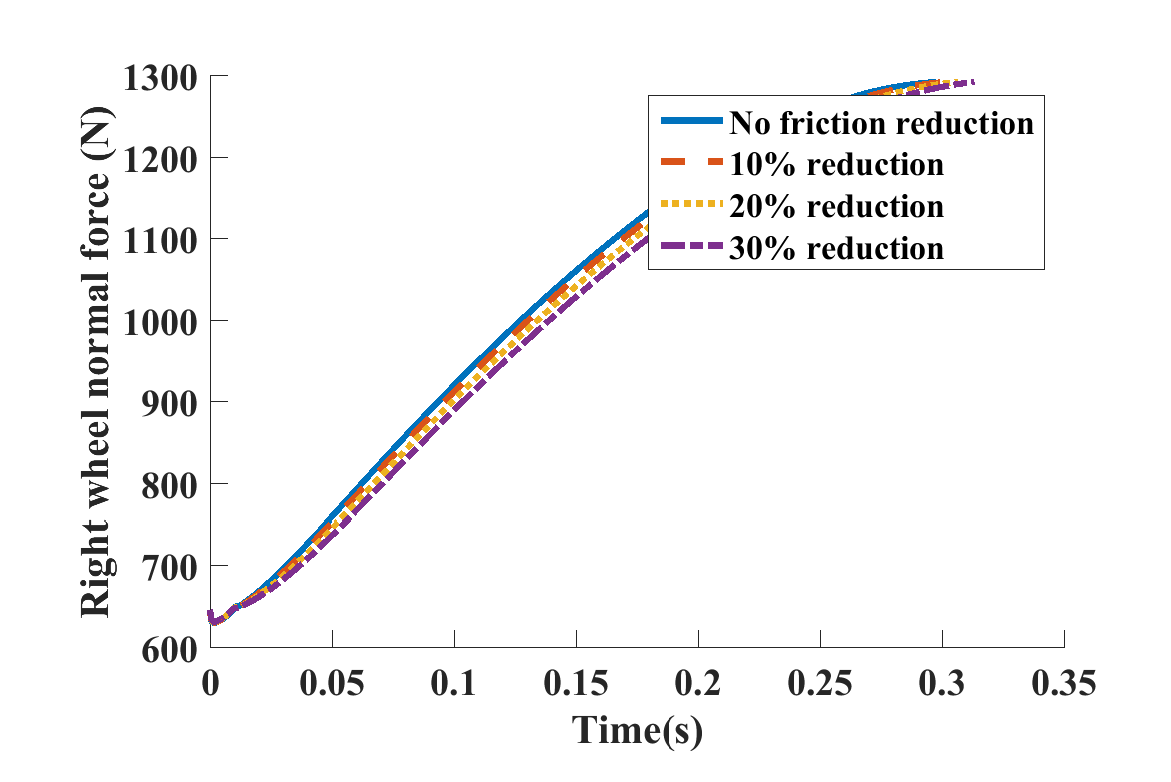 Right wheel normal force (N)
1300
1200
1100
1000
900
800
700
600
No friction reduction
10% reduction
20% reduction
30% reduction
0 0.05 0.1 0.15 0.2 0.25 0.3 0.35
Time(s)